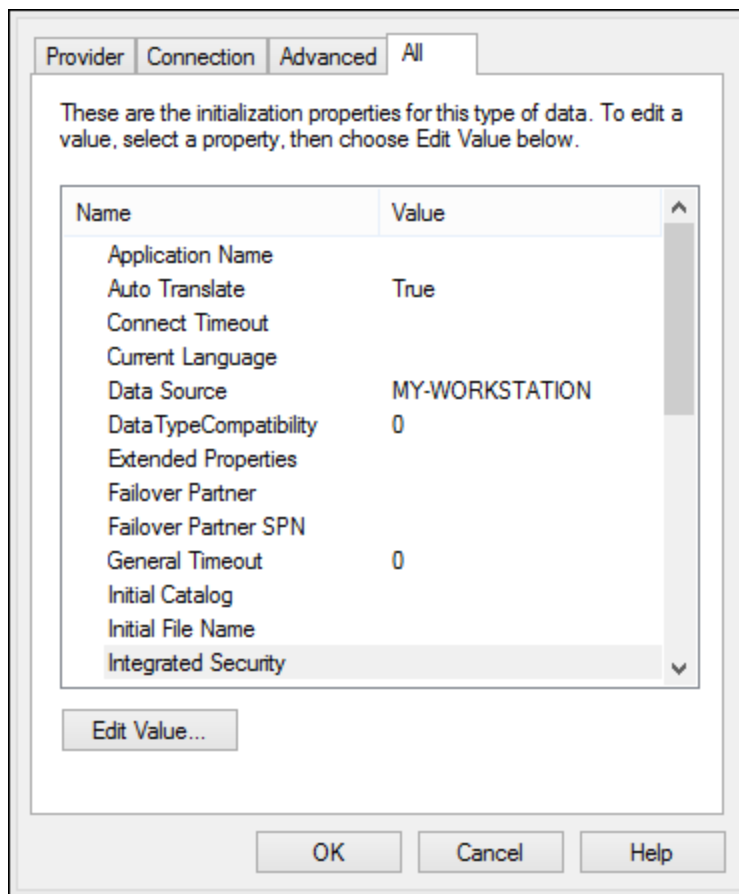 Provider Connection Advanced All
These are the initialization properties for this type of data. To edit a
value, select a property, then choose Edit Value below.
Name Value
Application Name
Auto Translate True
Connect Timeout
Current Language
Data Source MY-WORKSTATION
DataTypeCompatibility 0
Extended Properties
Failover Partner
Failover Partner SPN
General Timeout 0
Initial Catalog
Initial File Name
Integrated Security
Edit Value...
OK Cancel Help